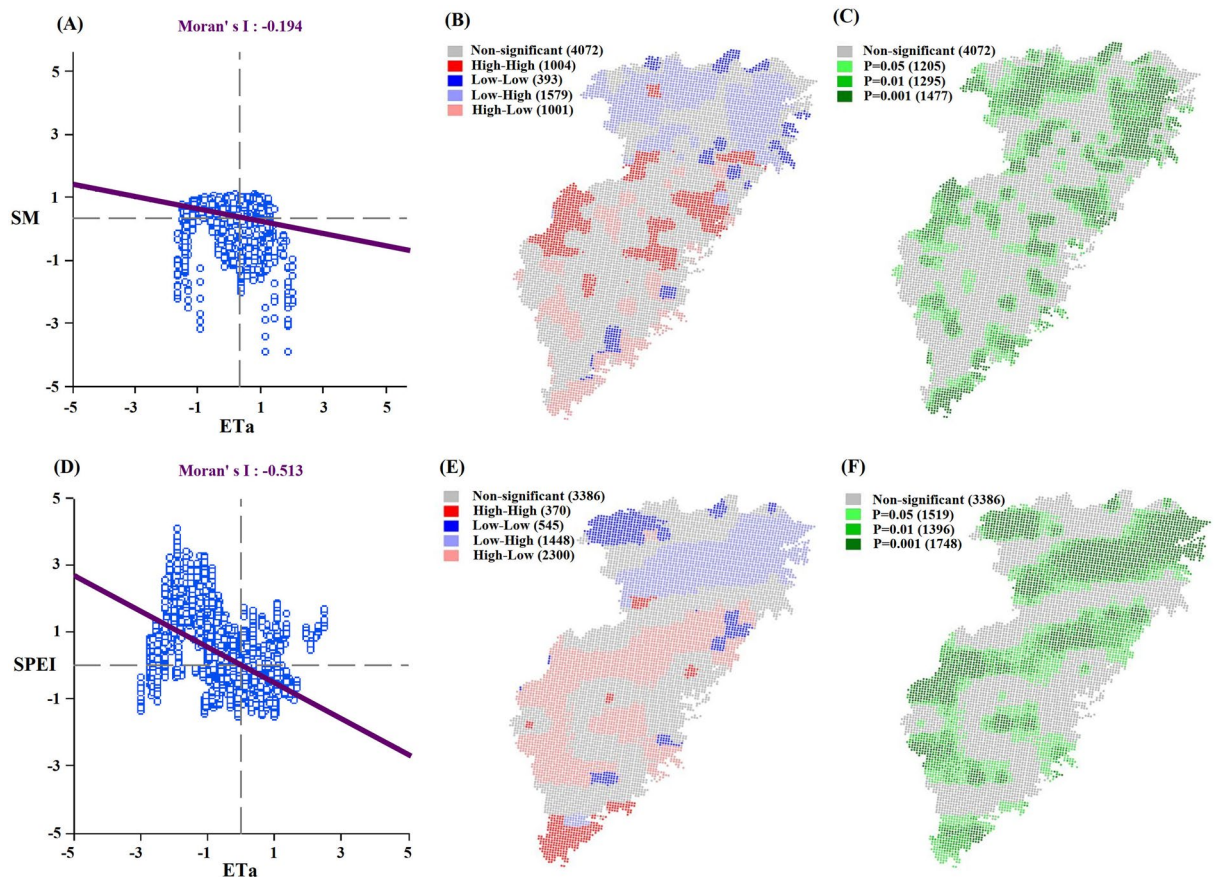 (A)
Moran' s I : -0.194
5
3
1
-1
-3
-5
SM
-5
-3
-1
1
3
5
ETa
(B)
Non-significant (4072)
High-High (1004)
Low-Low (393)
Low-High (1579)
High-Low (1001)
(C)
Non-significant (4072)
P=0.05 (1205)
P=0.01 (1295)
P=0.001 (1477)
(D)
Moran' s I : -0.513
5
3
1
-1
-3
-5
SPEI
-5
-3
-1
1
3
5
ETa
(E)
Non-significant (3386)
High-High (370)
Low-Low (545)
Low-High (1448)
High-Low (2300)
(F)
Non-significant (3386)
P=0.05 (1519)
P=0.01 (1396)
P=0.001 (1748)